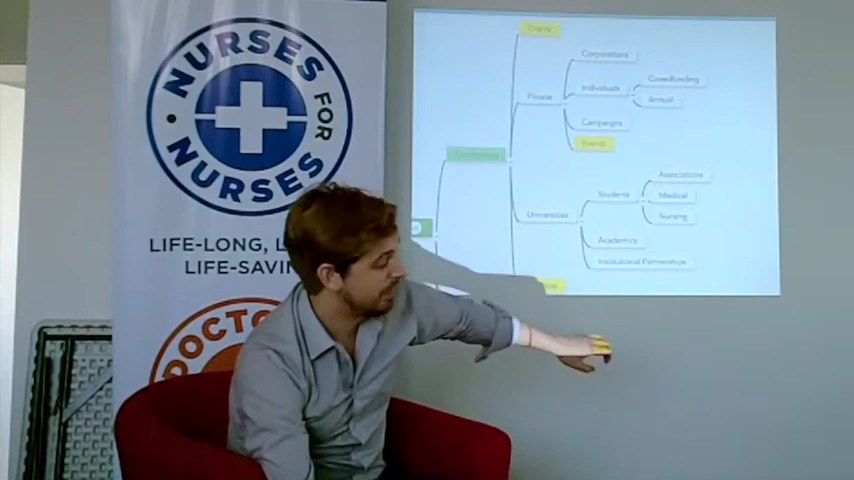 NURSES
FOR
NURSES
LIFE-LONG, L
LIFE-SAVIN
DOCTO
Private
Corporations
Individuals
Crowdfunding
Annual
Campaigns
Events
Universities
Students
Associations
Medical
Nursing
Academics
Institutional Partnerships